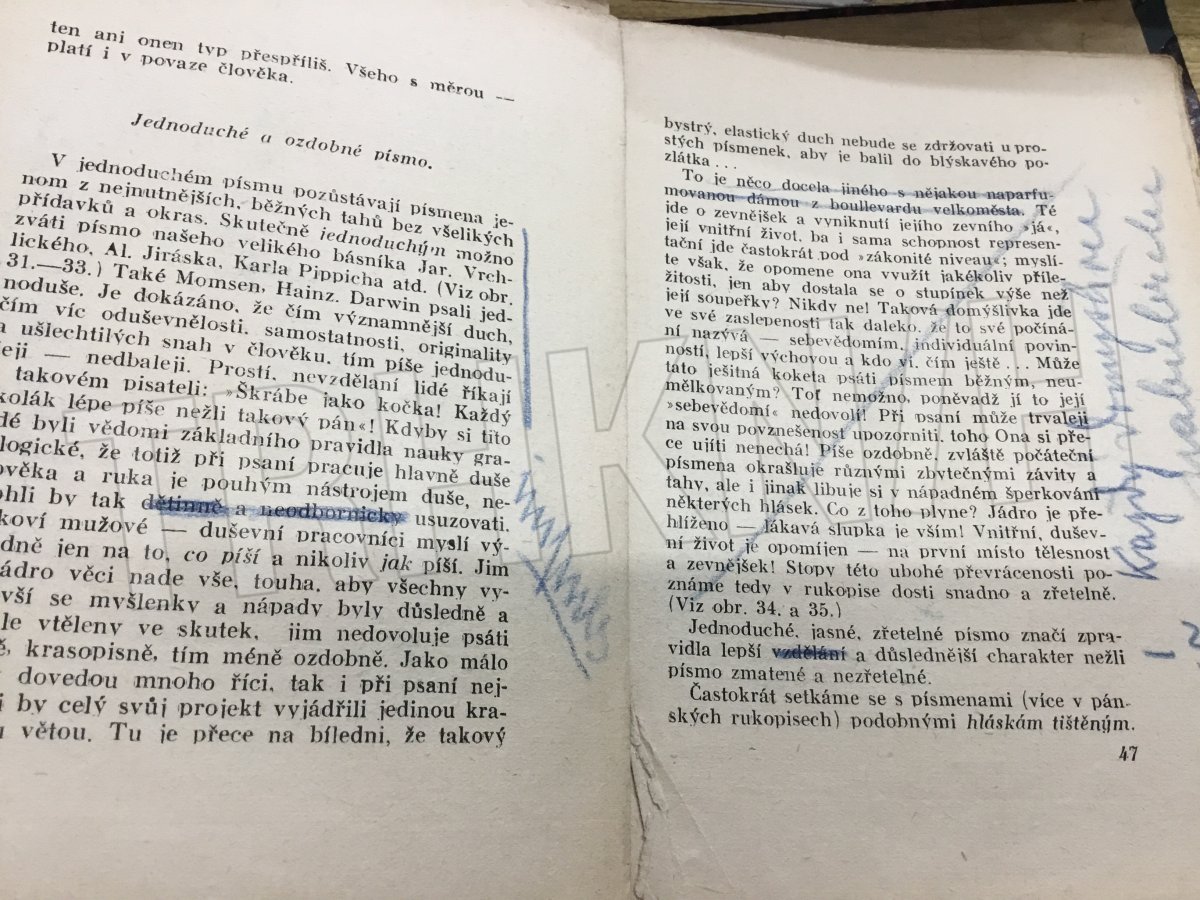 ten ani onen typ přespříliš. Všeho s měrou —
platí i v povaze člověka.
Jednoduché a ozdobné písmo.
V jednoduchém písmu pozůstávají písmena je-
nom z nejnutnějších, běžných tahů bez všelikých
přídavků a okras. Skutečně jednoduchým možno
zváti písmo našeho velikého básníka Jar. Vrch-
lického, Al. Jiráska, Karla Pippicha atd. (Viz obr.
31.—33.) Také Momsen, Hainz. Darwin psali jed-
noduše. Je dokázáno, že čím významnější duch,
čím víc oduševnělosti, samostatnosti, originality
a ušlechtilých snah v člověku, tím píše jednodu-
eji — nedbaleji. Prostí, nevzdělaní lidé říkají
takovém pisateli: »Škrábe jako kočka! Každý
kolák lépe píše nežli takový pán«! Kdyby si tito
dé byli vědomi základního pravidla nauky gra-
ologické, že totiž při psaní pracuje hlavně duše
ověka a ruka je pouhým nástrojem duše, ne-
ohli by tak dětinně a neodbornicky usuzovati.
koví mužové — duševní pracovníci myslí vý-
dně jen na to, co píší a nikoliv jak píší. Jim
ádro věci nade vše, touha, aby všechny vy-
vší se myšlenky a nápady byly důsledně a
le vtěleny ve skutek, jim nedovoluje psáti
ě, krasopisně, tím méně ozdobně. Jako málo
dovedou mnoho říci, tak i při psaní nej-
i by celý svůj projekt vyjádřili jedinou kra-
u větou. Tu je přece na bíledni, že takový
bystrý, elastický duch nebude se zdržovati u pro-
stých písmenek, aby je balil do blýskavého po-
zlátka . . .
To je něco docela jiného s nějakou naparfu-
movanou dámou z boullevardu velkoměsta. Té
jde o zevnějšek a vyniknutí jejího zevního »já«,
její vnitřní život, ba i sama schopnost represen-
tační jde častokrát pod »zákonité niveau«; myslí-
te však, že opomene ona využít jakékoliv příle-
žitosti, jen aby dostala se o stupínek výše než
její soupeřky? Nikdy ne! Taková domýšlivka jde
ve své zaslepenosti tak daleko, že to své počíná-
ní nazývá — sebevědomím, individuální povin-
ností, lepší výchovou a kdo ví, čím ještě . . . Může
tato ješitná koketa psáti písmem běžným, neu-
mělkovaným? Toť nemožno, poněvadž jí to její
»sebevědomí« nedovolí! Při psaní může trvaleji
na svou povznešenost upozorniti, toho Ona si pře-
ce ujíti nenechá! Píše ozdobně, zvláště počáteční
písmena okrašluje různými zbytečnými závity a
tahy, ale i jinak libuje si v nápadném šperkování
některých hlásek. Co z toho plyne? Jádro je pře-
hlíženo — lákavá slupka je vším! Vnitřní, dušev-
ní život je opomíjen — na první místo tělesnost
a zevnějšek! Stopy této ubohé převrácenosti po-
známe tedy v rukopise dosti snadno a zřetelně.
(Viz obr. 34. a 35.)
Jednoduché, jasné, zřetelné písmo značí zpra-
vidla lepší vzdělání a důslednější charakter nežli
písmo zmatené a nezřetelné.
Častokrát setkáme se s písmenami (více v pán-
ských rukopisech) podobnými hláskám tištěným.
47